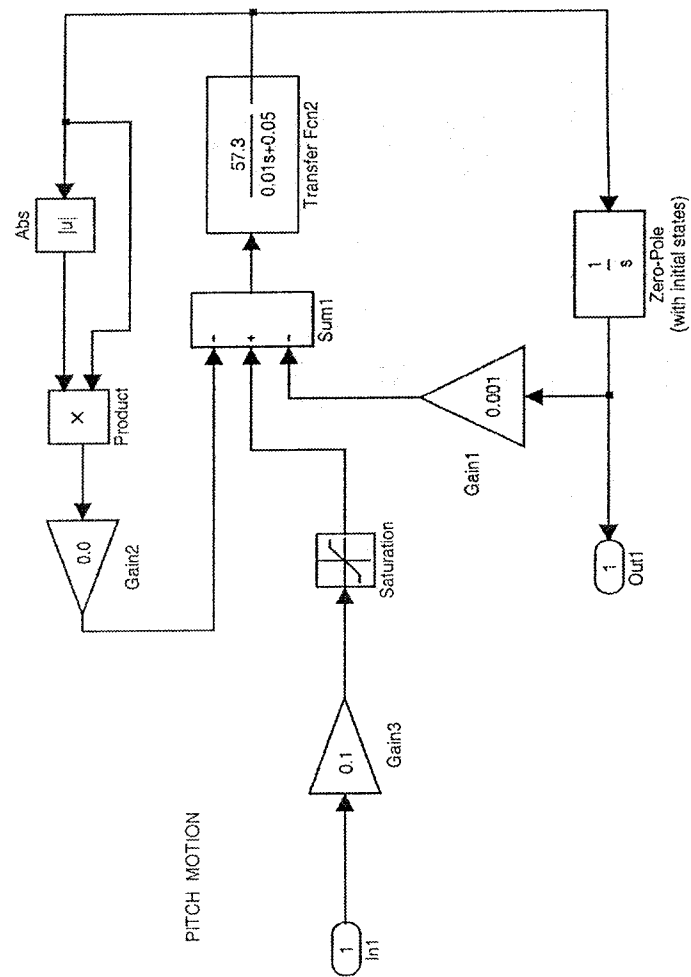 PITCH MOTION
1
In1
0.1
Gain3
Saturation
0.0
Gain2
×
Product
Abs
|u|
-
+
-
Sum1
57.3
0.01s+0.05
Transfer Fcn2
0.001
Gain1
1
s
Zero-Pole
(with initial states)
1
Out1